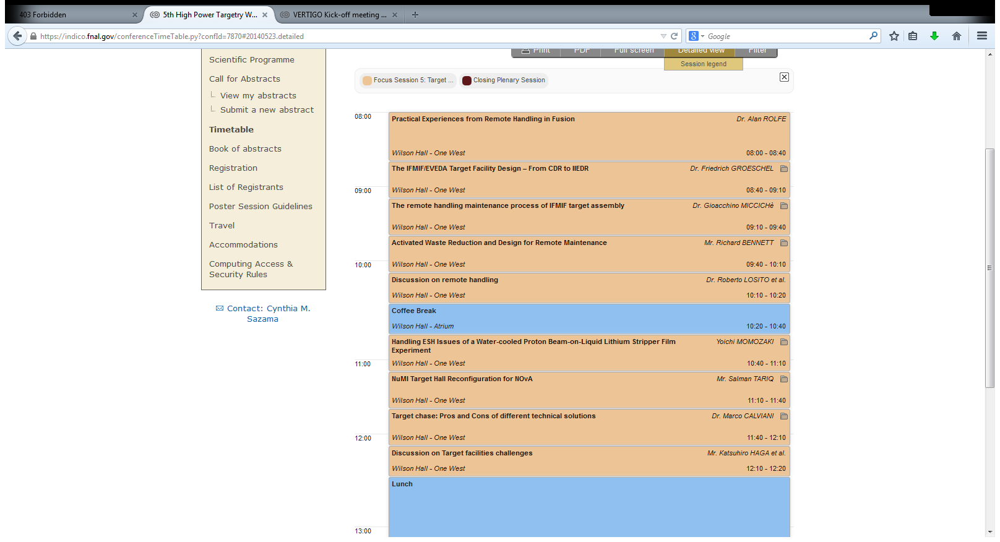 403 Forbidden
5th High Power Targetry W...
VERTIGO Kick-off meeting ...
https://indico.fnal.gov/conferenceTimeTable.py?confId=7870#20140523.detailed
Google
Print PDF Full screen Detailed view Filter
Session legend
Scientific Programme
Call for Abstracts
View my abstracts
Submit a new abstract
Timetable
Book of abstracts
Registration
List of Registrants
Poster Session Guidelines
Travel
Accommodations
Computing Access &
Security Rules
Contact: Cynthia M.
Sazama
Focus Session 5: Target ... Closing Plenary Session
08:00
Practical Experiences from Remote Handling in Fusion Dr. Alan ROLFE
Wilson Hall - One West 08:00 - 08:40
The IFMIF/EVEDA Target Facility Design – From CDR to IIEDR Dr. Friedrich GROESCHEL
09:00
Wilson Hall - One West 08:40 - 09:10
The remote handling maintenance process of IFMIF target assembly Dr. Gioacchino MICCICHè
Wilson Hall - One West 09:10 - 09:40
Activated Waste Reduction and Design for Remote Maintenance Mr. Richard BENNETT
10:00
Wilson Hall - One West 09:40 - 10:10
Discussion on remote handling Dr. Roberto LOSITO et al.
Wilson Hall - One West 10:10 - 10:20
Coffee Break
Wilson Hall - Atrium 10:20 - 10:40
Handling ESH Issues of a Water-cooled Proton Beam-on-Liquid Lithium Stripper Film Yoichi MOMOZAKI
Experiment
11:00
Wilson Hall - One West 10:40 - 11:10
NuMI Target Hall Reconfiguration for NOvA Mr. Salman TARIQ
Wilson Hall - One West 11:10 - 11:40
Target chase: Pros and Cons of different technical solutions Dr. Marco CALVIANI
12:00
Wilson Hall - One West 11:40 - 12:10
Discussion on Target facilities challenges Mr. Katsuhiro HAGA et al.
Wilson Hall - One West 12:10 - 12:20
Lunch
13:00